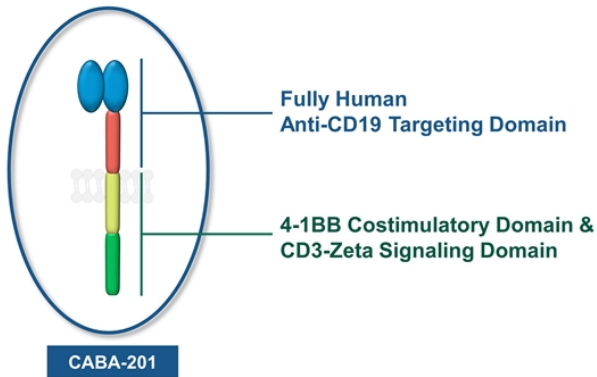 Fully Human
Anti-CD19 Targeting Domain
4-1BB Costimulatory Domain &
CD3-Zeta Signaling Domain
CABA-201